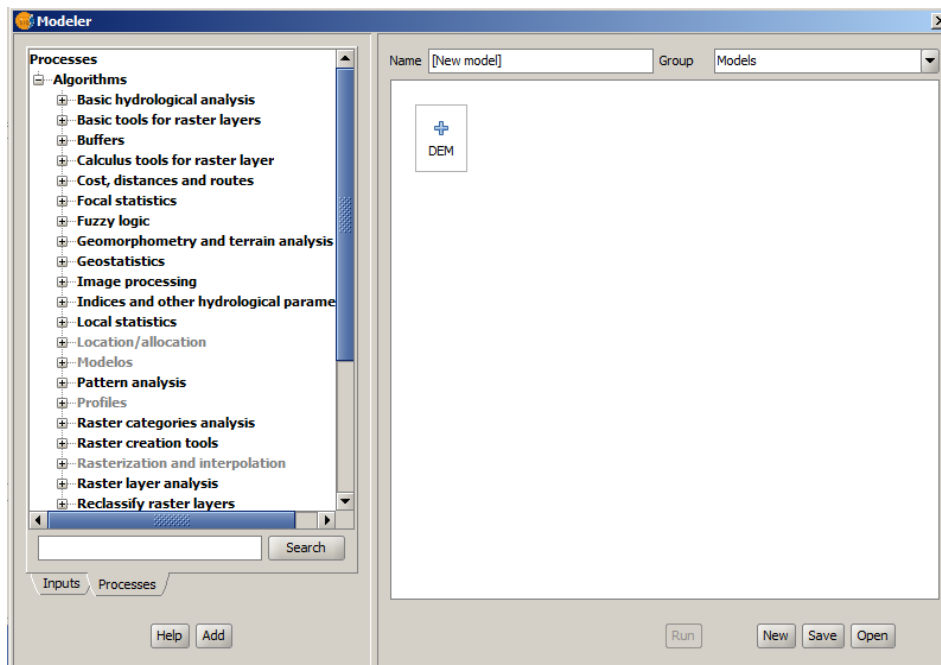 Modeler
Processes
Algorithms
Basic hydrological analysis
Basic tools for raster layers
Buffers
Calculus tools for raster layer
Cost, distances and routes
Focal statistics
Fuzzy logic
Geomorphometry and terrain analysis
Geostatistics
Image processing
Indices and other hydrological parame
Local statistics
Location/allocation
Modelos
Pattern analysis
Profiles
Raster categories analysis
Raster creation tools
Rasterization and interpolation
Raster layer analysis
Reclassify raster layers
Search
Inputs Processes
Help Add
Name [New model] Group Models
DEM
Run New Save Open